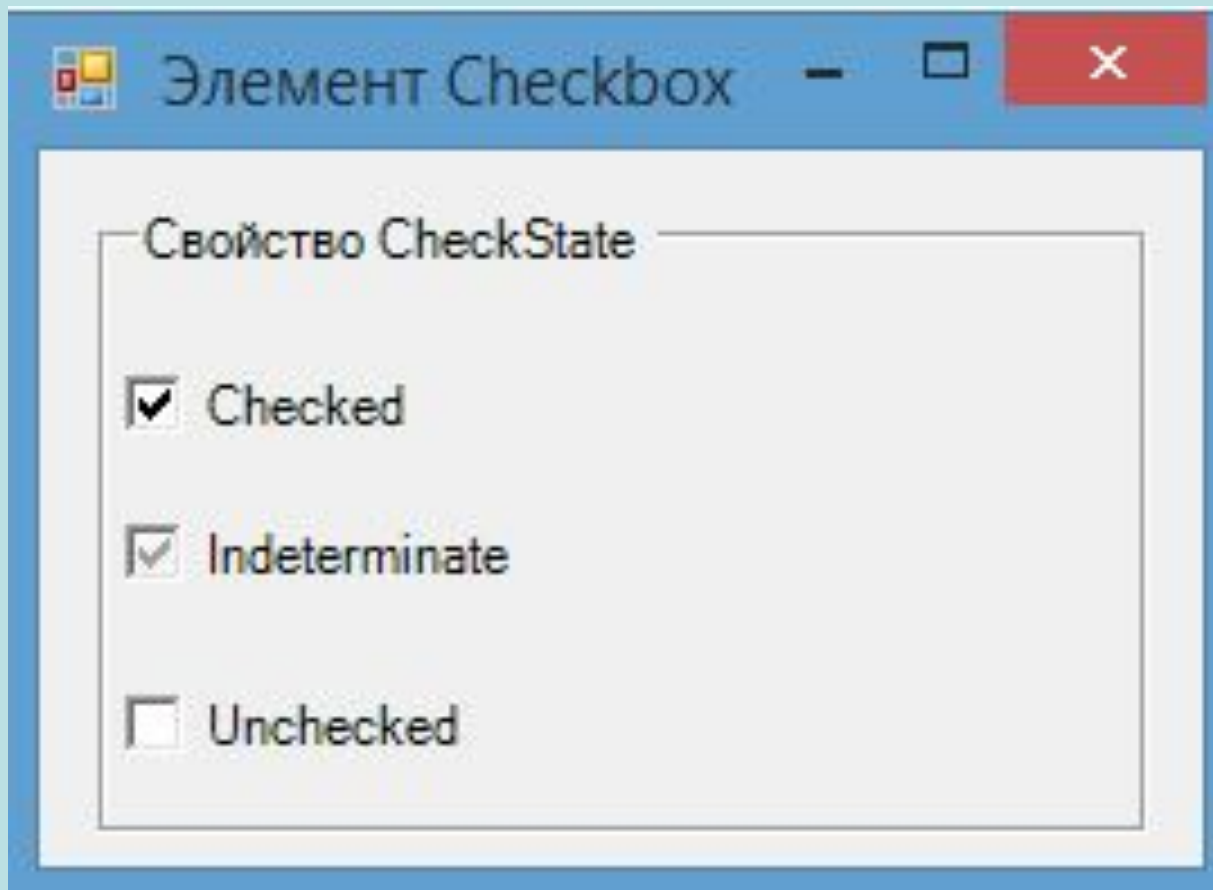 Элемент Checkbox
Свойство CheckState
Checked
Indeterminate
Unchecked